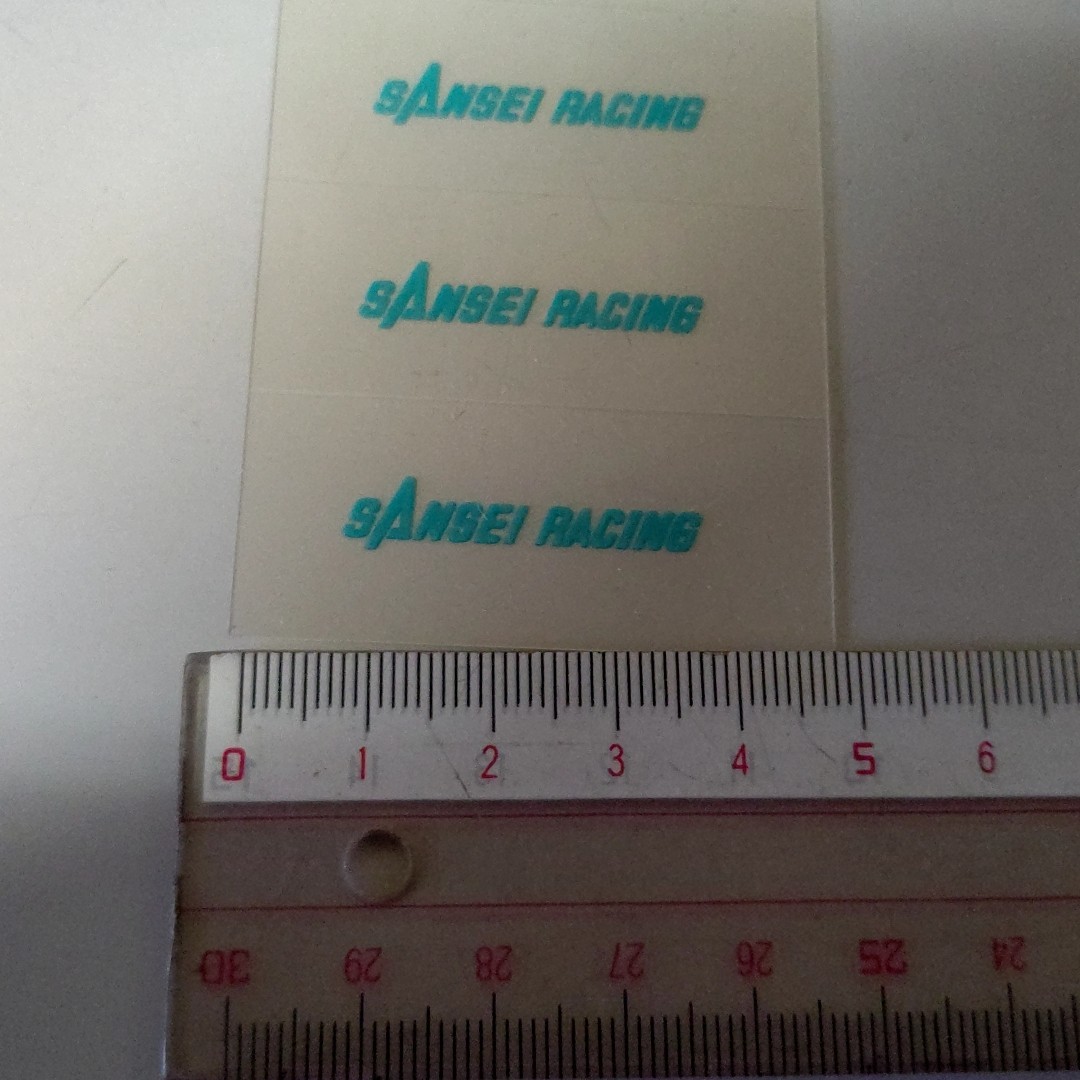 SANSEI RACING
SANSEI RACING
SANSEI RACING
0 1 2 3 4 5 6
30 29 28 27 26 25 24